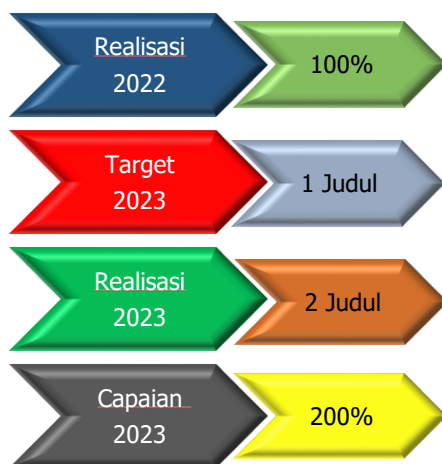 Realisasi
2022
100%
Target
2023
1 Judul
Realisasi
2023
2 Judul
Capaian
2023
200%